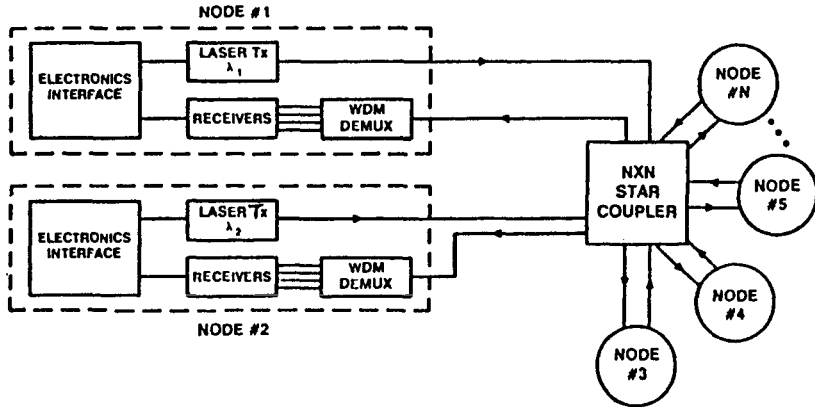 NODE #1
ELECTRONICS
INTERFACE
LASER Tx
λ1
RECEIVERS
WDM
DEMUX
ELECTRONICS
INTERFACE
LASER Tx
λ2
RECEIVERS
WDM
DEMUX
NODE #2
NXN
STAR
COUPLER
NODE
#N
NODE
#5
NODE
#4
NODE
#3